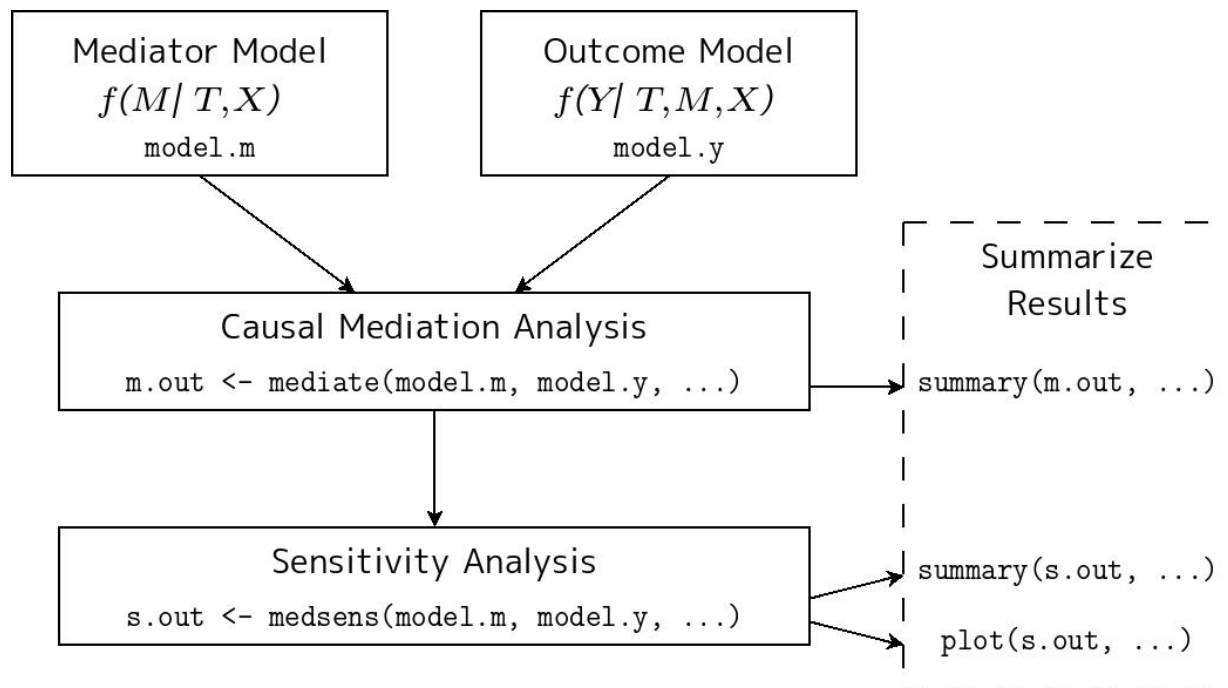 Mediator Model
f(M| T,X)
model.m
Outcome Model
f(Y| T,M,X)
model.y
Causal Mediation Analysis
m.out <- mediate(model.m, model.y, ...)
Sensitivity Analysis
s.out <- medsens(model.m, model.y, ...)
Summarize
Results
summary(m.out, ...)
summary(s.out, ...)
plot(s.out, ...)